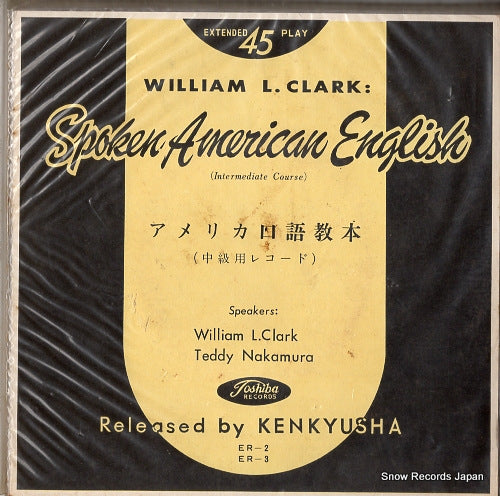 EXTENDED 45 PLAY
WILLIAM L. CLARK:
Spoken American English
(Intermediate Course)
アメリカ口語教本
(中級用レコード)
Speakers:
William L.Clark
Teddy Nakamura
Toshiba
RECORDS
Released by KENKYUSHA
ER-2
ER-3
Snow Records Japan